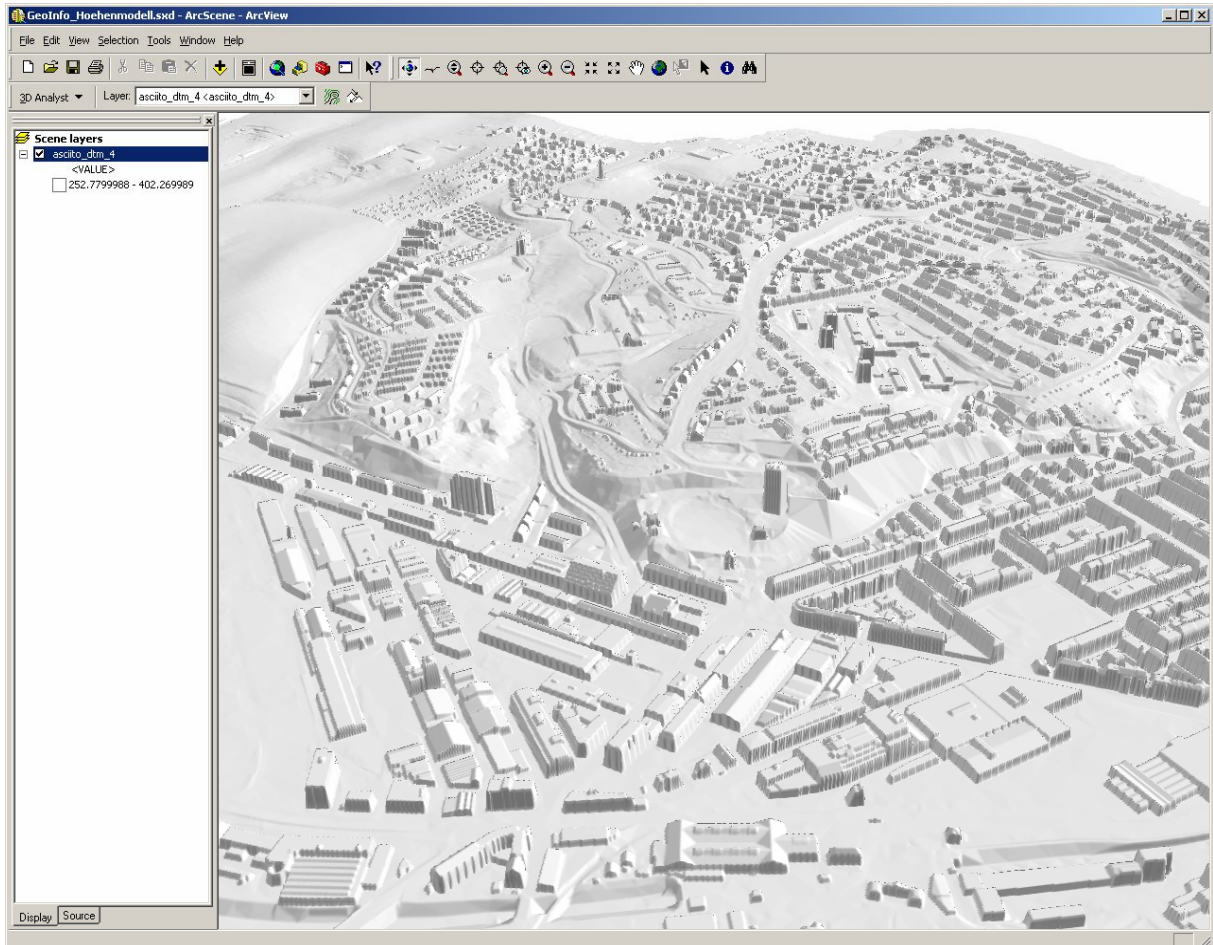 GeoInfo_Hoehenmodell.sxd - ArcScene - ArcView
File Edit View Selection Tools Window Help
3D Analyst Layer: asciito_dtm_4 <asciito_dtm_4>
Scene layers
asciito_dtm_4
<VALUE>
252.7799988 - 402.269989
Display Source